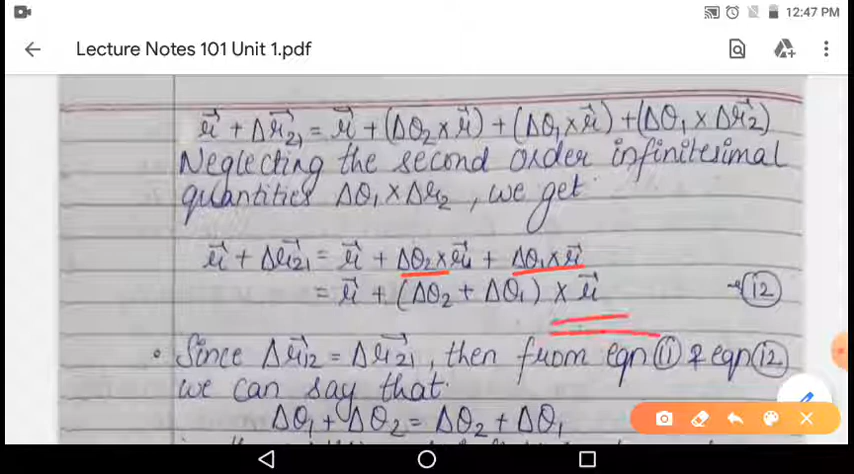 12:47 PM
Lecture Notes 101 Unit 1.pdf
r⃗ + Δr⃗21 = r⃗ + (Δθ2 x r⃗) + (Δθ1 x r⃗) + (Δθ1 x Δr⃗2)
Neglecting the second order infinitesimal
quantities Δθ1 x Δr2, we get
r⃗ + Δr⃗21 = r⃗ + Δθ2 x r⃗ + Δθ1 x r⃗
= r⃗ + (Δθ2 + Δθ1) x r⃗ → (12)
• Since Δr⃗12 = Δr⃗21, then from eqn (11) & eqn (12)
we can say that
Δθ1 + Δθ2 = Δθ2 + Δθ1